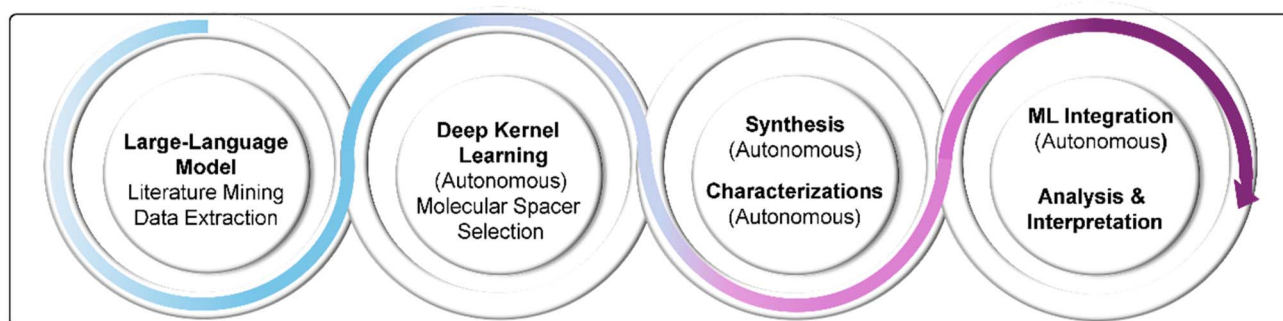 Large-Language
Model
Literature Mining
Data Extraction
Deep Kernel
Learning
(Autonomous)
Molecular Spacer
Selection
Synthesis
(Autonomous)
Characterizations
(Autonomous)
ML Integration
(Autonomous)
Analysis &
Interpretation